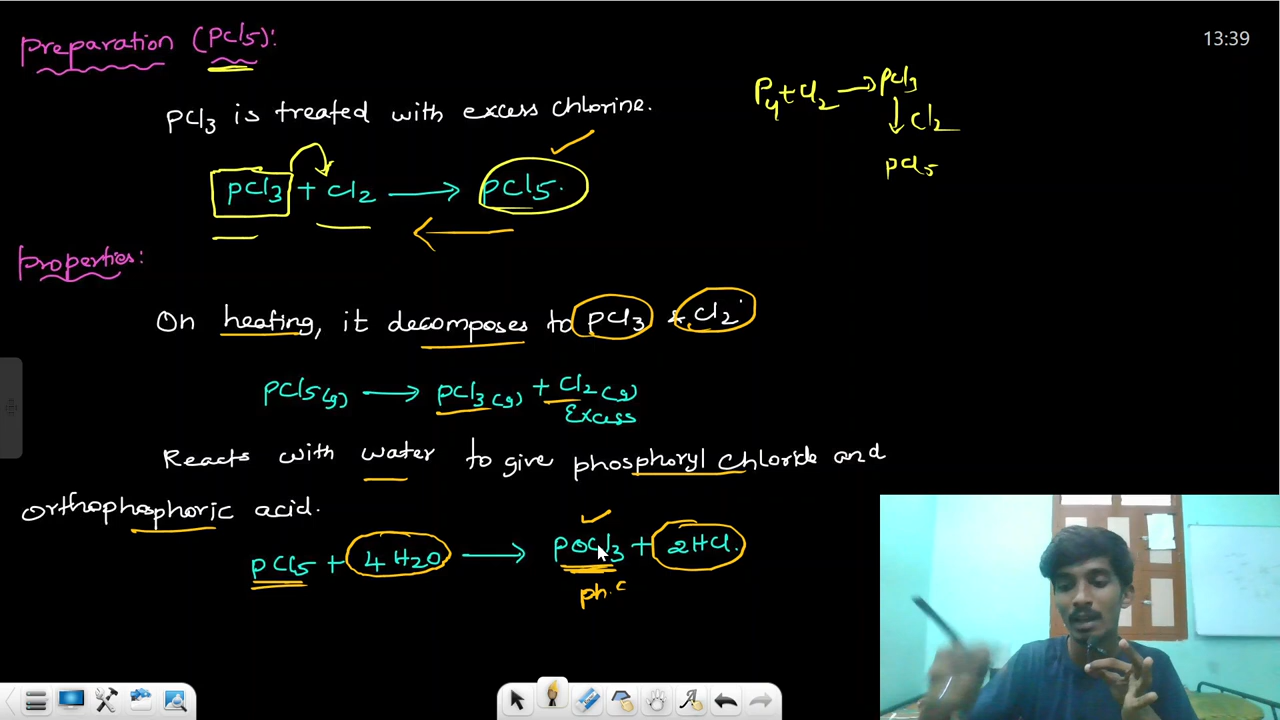 Preparation (PCl5):
13:39
P4 + Cl2 → PCl3
↓ Cl2
PCl5
PCl3 is treated with excess chlorine.
PCl3 + Cl2 → PCl5.
Properties:
On heating, it decomposes to PCl3 & Cl2
PCl5(g) → PCl3(g) + Cl2(g)
Excess
Reacts with water to give phosphoryl chloride and
orthophosphoric acid.
PCl5 + 4H2O → POCl3 + 2HCl.
ph.c